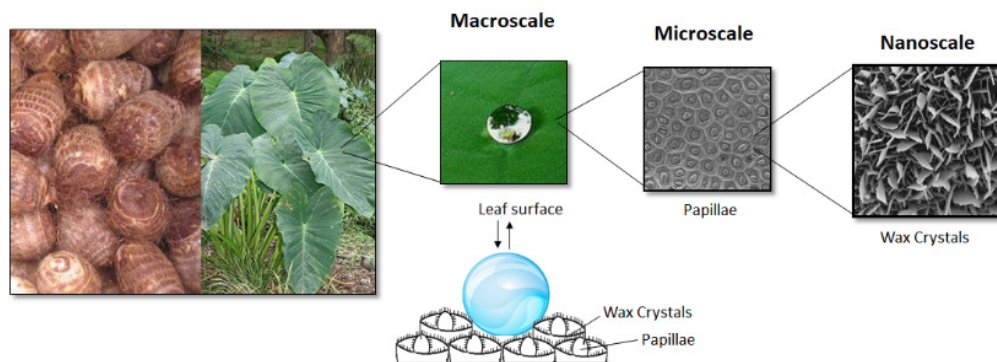 Macroscale
Microscale
Nanoscale
Leaf surface
Papillae
Wax Crystals
Wax Crystals
Papillae